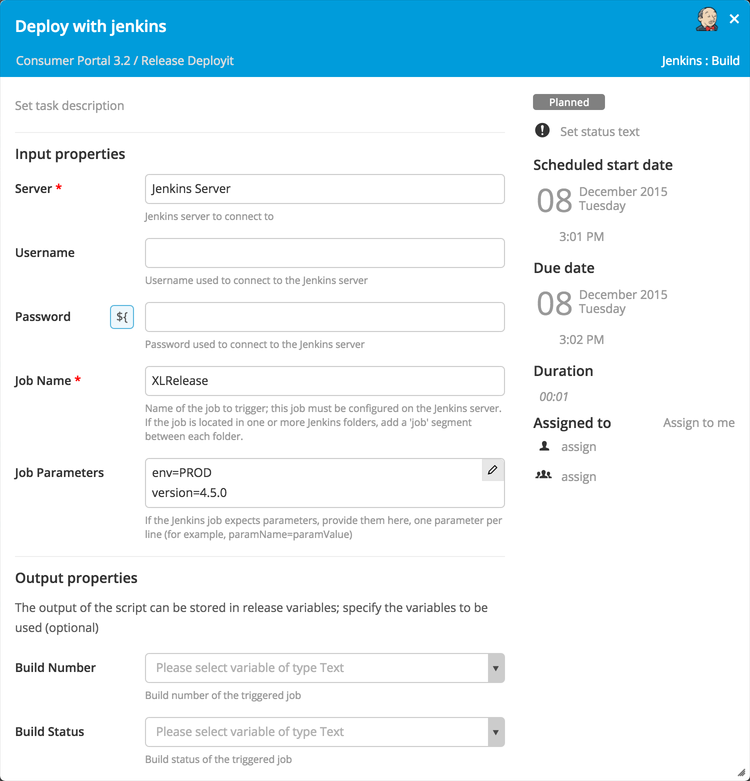 Deploy with jenkins
Consumer Portal 3.2 / Release Deployit
Jenkins : Build
Set task description
Input properties
Server *
Jenkins Server
Jenkins server to connect to
Username
Username used to connect to the Jenkins server
Password
${
Password used to connect to the Jenkins server
Job Name *
XLRelease
Name of the job to trigger; this job must be configured on the Jenkins server.
If the job is located in one or more Jenkins folders, add a 'job' segment
between each folder.
Job Parameters
env=PROD
version=4.5.0
If the Jenkins job expects parameters, provide them here, one parameter per
line (for example, paramName=paramValue)
Output properties
The output of the script can be stored in release variables; specify the variables to be
used (optional)
Build Number
Please select variable of type Text
Build number of the triggered job
Build Status
Please select variable of type Text
Build status of the triggered job
Planned
Set status text
Scheduled start date
08
December 2015
Tuesday
3:01 PM
Due date
08
December 2015
Tuesday
3:02 PM
Duration
00:01
Assigned to
Assign to me
assign
assign